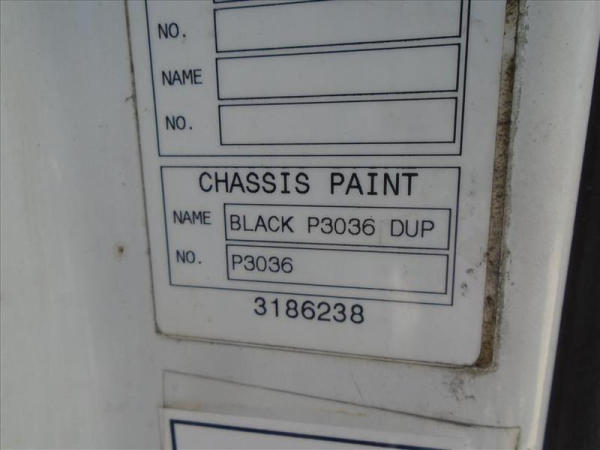 NO.
NAME
NO.
CHASSIS PAINT
NAME BLACK P3036 DUP
NO. P3036
3186238